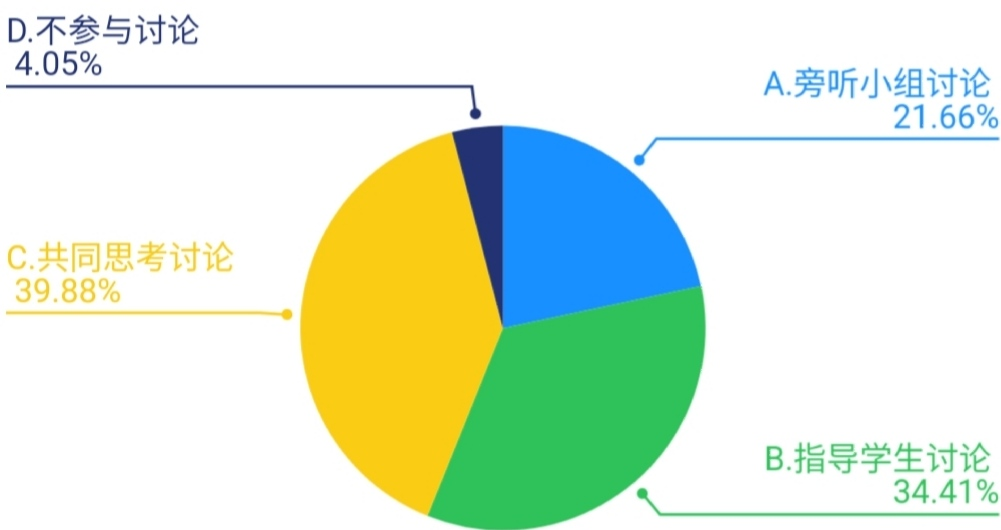 D.不参与讨论
4.05%
A.旁听小组讨论
21.66%
C.共同思考讨论
39.88%
B.指导学生讨论
34.41%